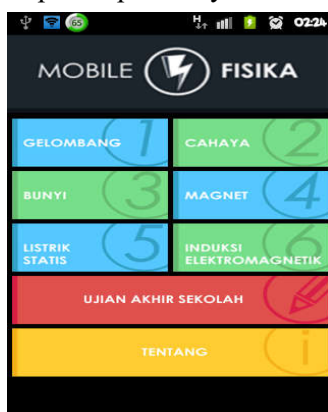 65 H 02:24
MOBILE FISIKA
GELOMBANG 1
CAHAYA 2
BUNYI 3
MAGNET 4
LISTRIK
STATIS 5
INDUKSI
ELEKTROMAGNETIK 6
UJIAN AKHIR SEKOLAH
TENTANG i